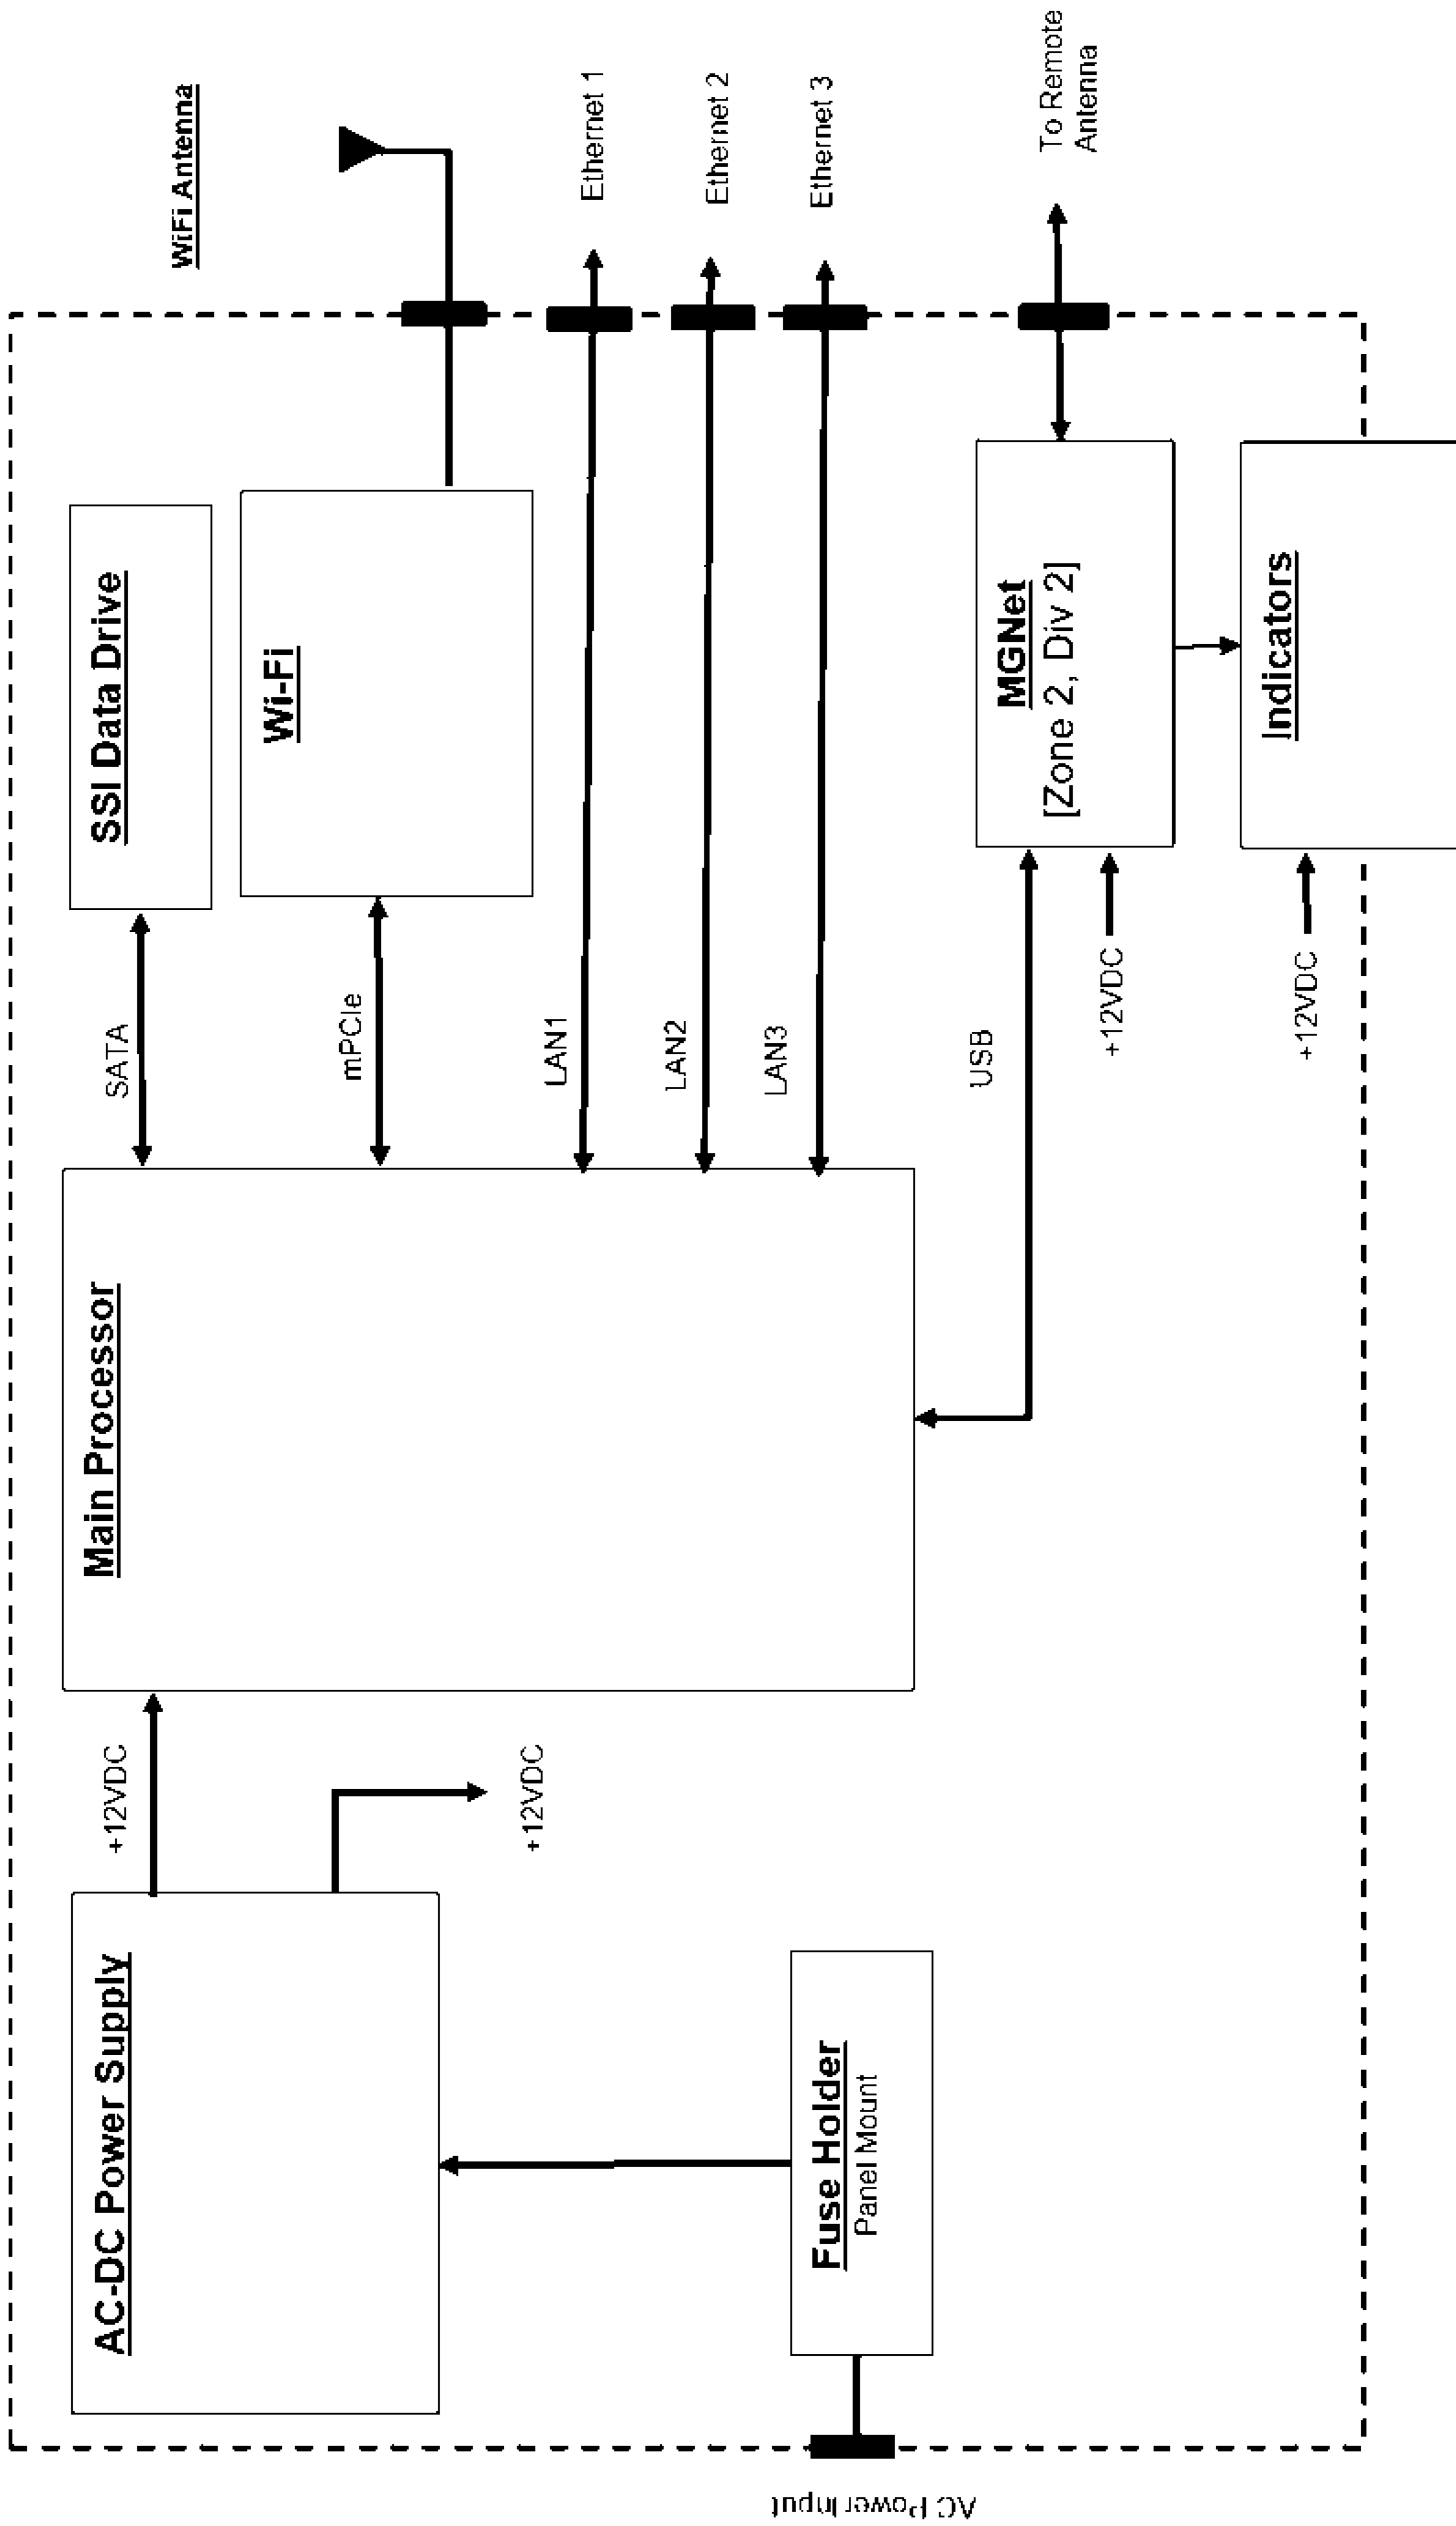 AC Power Input
AC-DC Power Supply
Fuse Holder
Panel Mount
+12VDC
+12VDC
Main Processor
SATA
mPCIe
LAN1
LAN2
LAN3
USB
+12VDC
+12VDC
SSI Data Drive
Wi-Fi
MGNet
[Zone 2, Div 2]
Indicators
WiFi Antenna
Ethernet 1
Ethernet 2
Ethernet 3
To Remote
Antenna